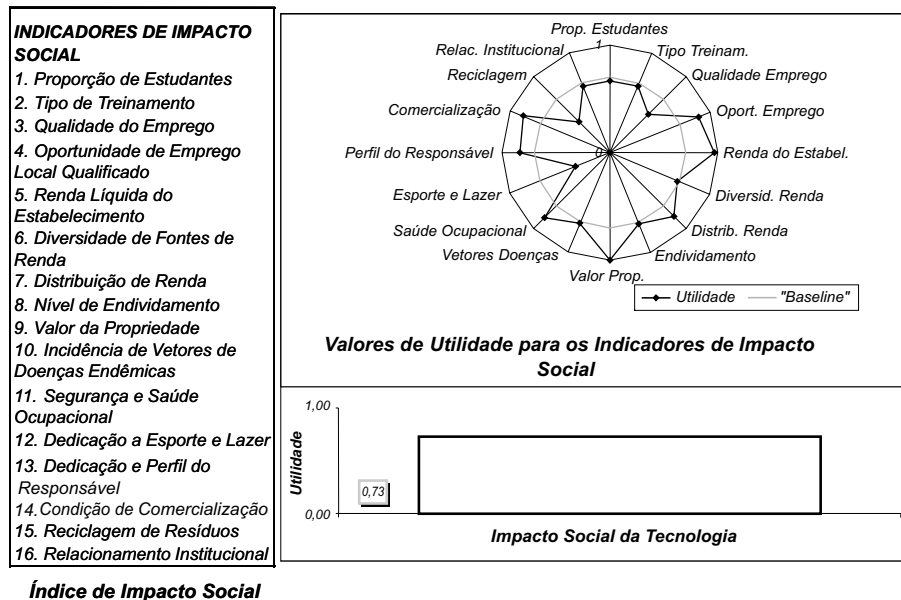 INDICADORES DE IMPACTO
SOCIAL
1. Proporção de Estudantes
2. Tipo de Treinamento
3. Qualidade do Emprego
4. Oportunidade de Emprego
Local Qualificado
5. Renda Líquida do
Estabelecimento
6. Diversidade de Fontes de
Renda
7. Distribuição de Renda
8. Nível de Endividamento
9. Valor da Propriedade
10. Incidência de Vetores de
Doenças Endêmicas
11. Segurança e Saúde
Ocupacional
12. Dedicação a Esporte e Lazer
13. Dedicação e Perfil do
Responsável
14.Condição de Comercialização
15. Reciclagem de Resíduos
16. Relacionamento Institucional
Índice de Impacto Social
Prop. Estudantes
1
Relac. Institucional
Tipo Treinam.
Reciclagem
Qualidade Emprego
Comercialização
Oport. Emprego
Perfil do Responsável
0
Renda do Estabel.
Esporte e Lazer
Diversid. Renda
Saúde Ocupacional
Distrib. Renda
Vetores Doenças
Endividamento
Valor Prop.
Utilidade
"Baseline"
Valores de Utilidade para os Indicadores de Impacto
Social
1,00
Utilidade
0,73
0,00
Impacto Social da Tecnologia